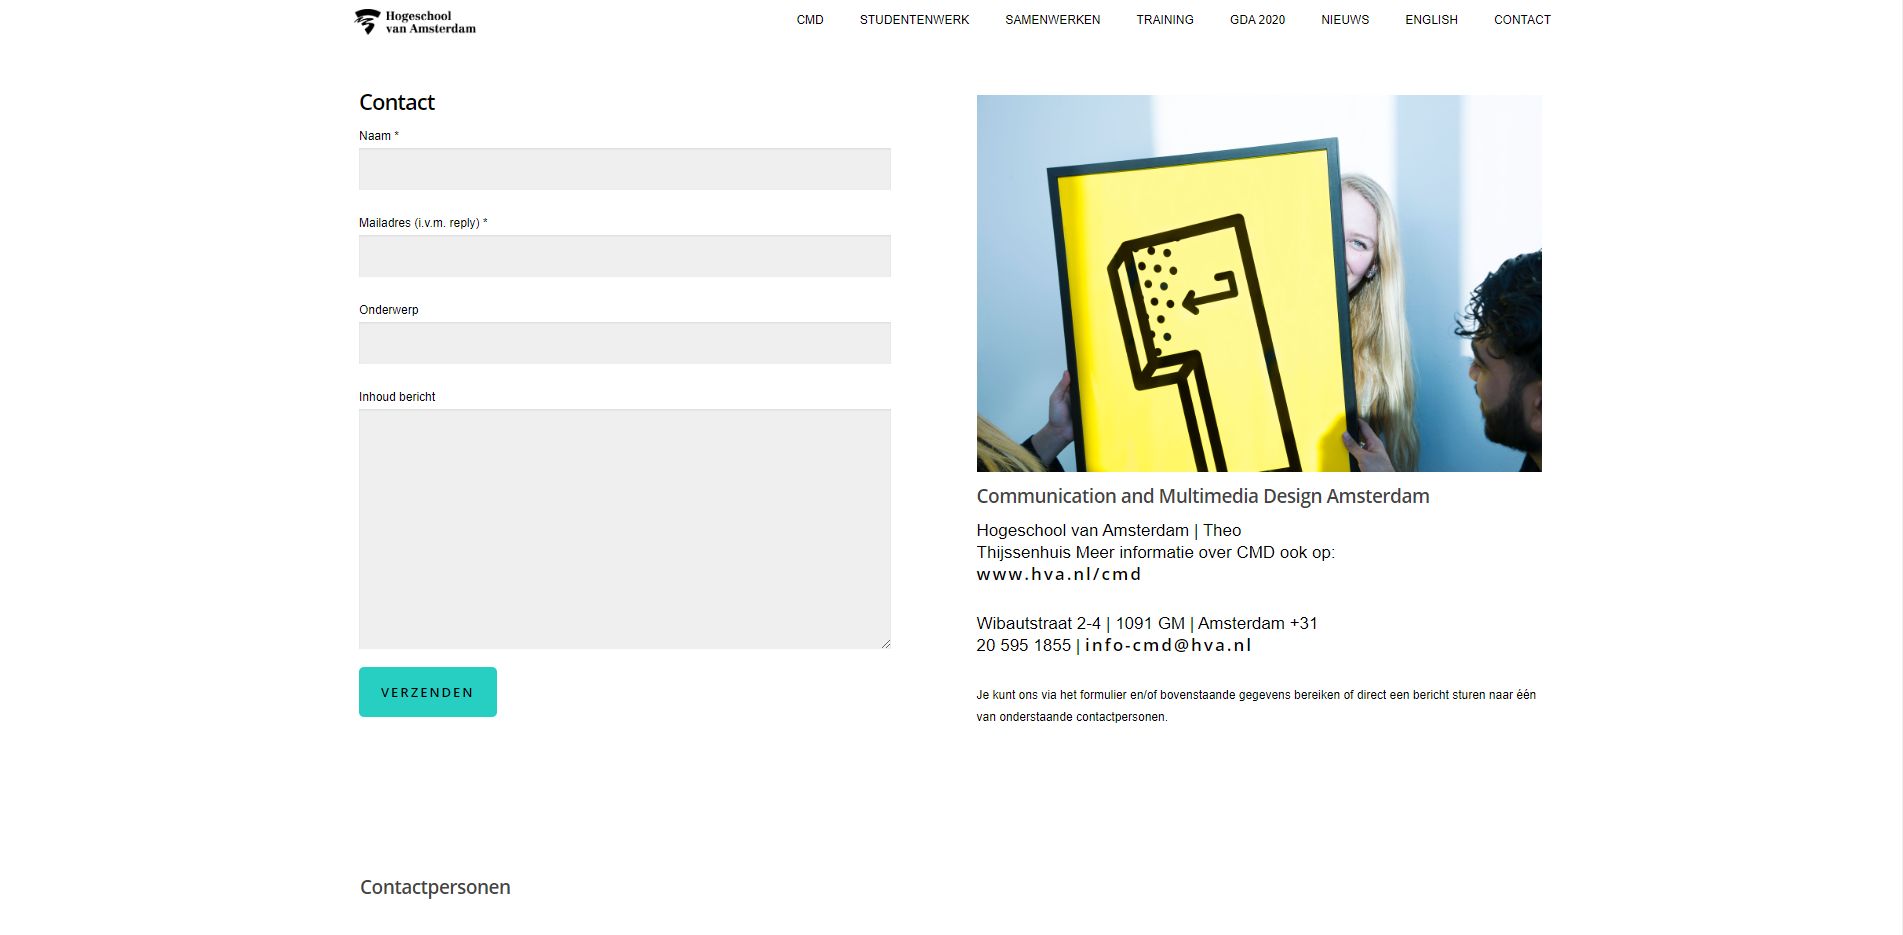 Hogeschool
van Amsterdam
CMD STUDENTENWERK SAMENWERKEN TRAINING GDA 2020 NIEUWS ENGLISH CONTACT
Contact
Naam *
Mailadres (i.v.m. reply) *
Onderwerp
Inhoud bericht
VERZENDEN
Communication and Multimedia Design Amsterdam
Hogeschool van Amsterdam | Theo
Thijssenhuis Meer informatie over CMD ook op:
www.hva.nl/cmd
Wibautstraat 2-4 | 1091 GM | Amsterdam +31
20 595 1855 | info-cmd@hva.nl
Je kunt ons via het formulier en/of bovenstaande gegevens bereiken of direct een bericht sturen naar één
van onderstaande contactpersonen.
Contactpersonen